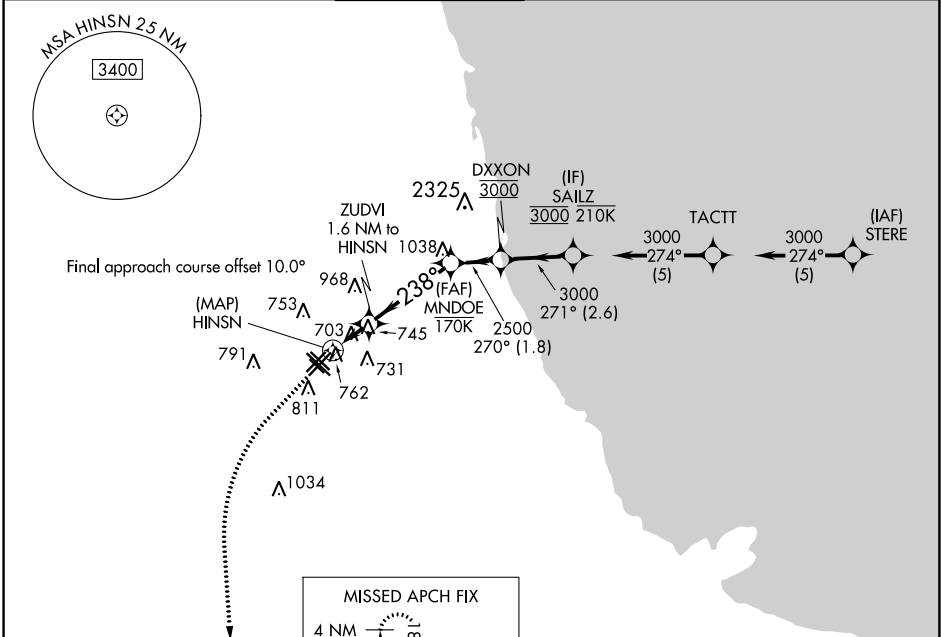 MSA HINSN 25 NM
3400
DXXON
3000
(IF)
SAILZ
3000 210K
TACTT
(IAF)
STERE
2325
ZUDVI
1.6 NM to
HINSN
1038
3000
274°
(5)
3000
274°
(5)
Final approach course offset 10.0°
968
238°
(FAF)
MNDOE
170K
3000
271° (2.6)
2500
270° (1.8)
(MAP)
HINSN
753
703
745
791
731
762
811
1034
MISSED APCH FIX
4 NM